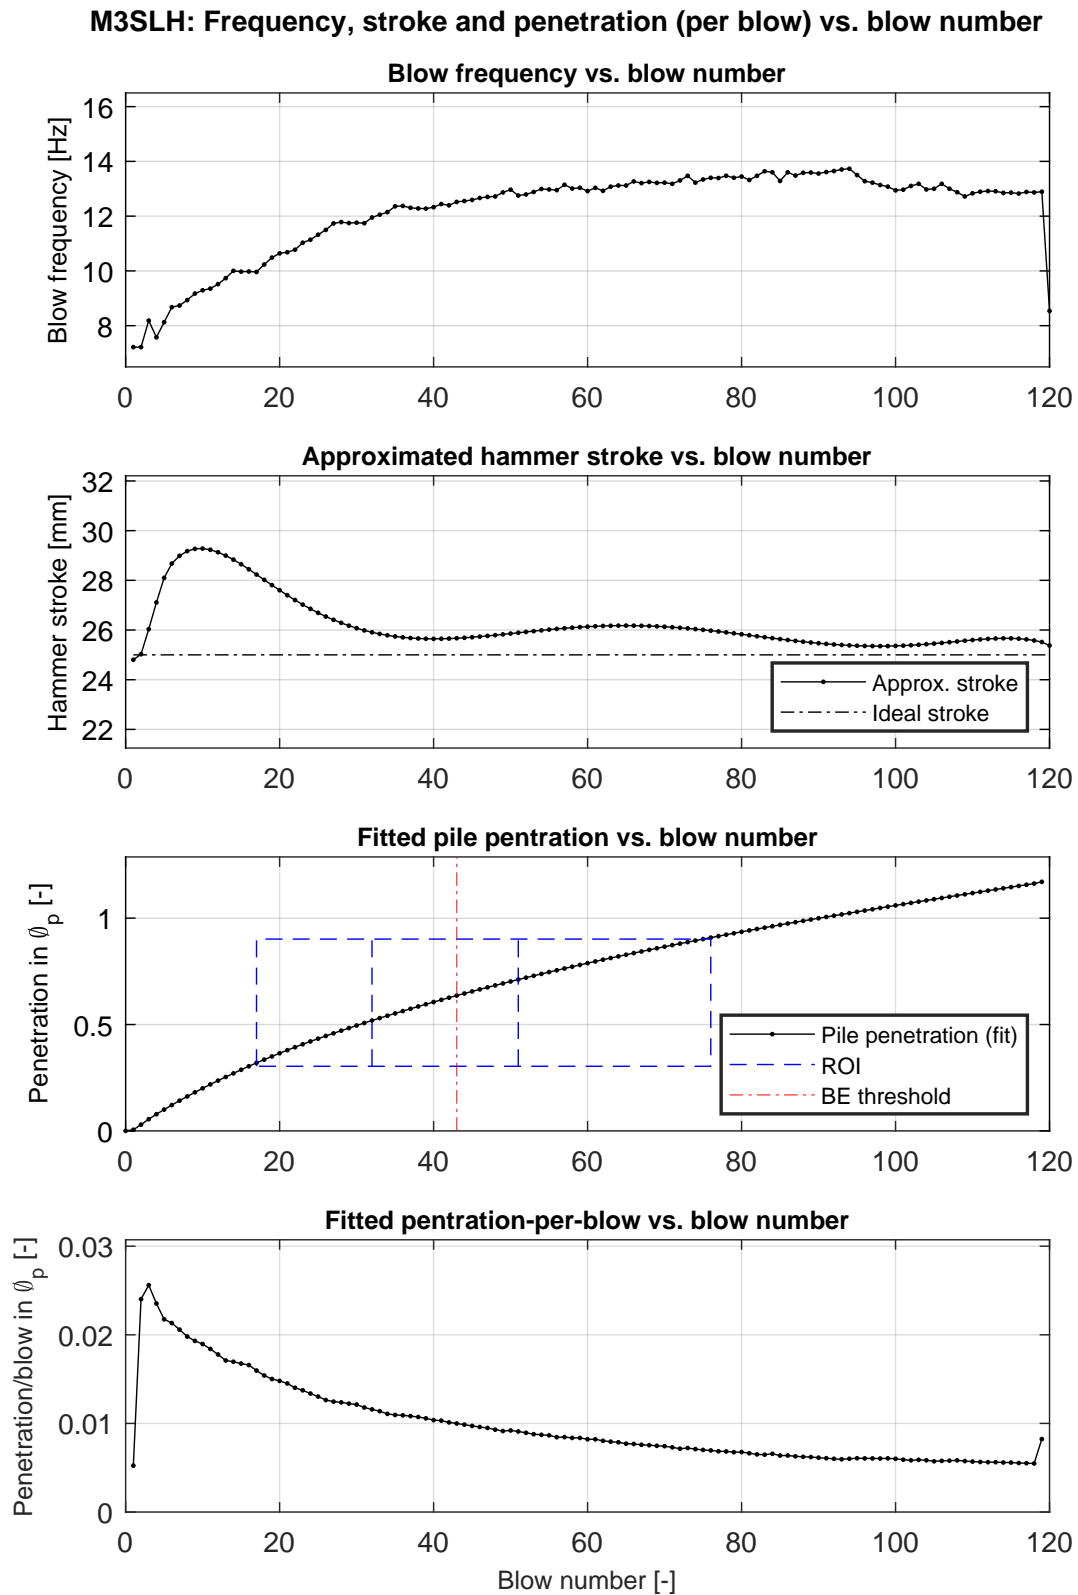 M3SLH: Frequency, stroke and penetration (per blow) vs. blow number
Blow frequency vs. blow number
Blow frequency [Hz]
16
14
12
10
8
0 20 40 60 80 100 120
Approximated hammer stroke vs. blow number
Hammer stroke [mm]
32
30
28
26
24
22
Approx. stroke
Ideal stroke
0 20 40 60 80 100 120
Fitted pile pentration vs. blow number
Penetration in ∅p [-]
1
0.5
0
Pile penetration (fit)
ROI
BE threshold
0 20 40 60 80 100 120
Fitted pentration-per-blow vs. blow number
Penetration/blow in ∅p [-]
0.03
0.02
0.01
0
0 20 40 60 80 100 120
Blow number [-]